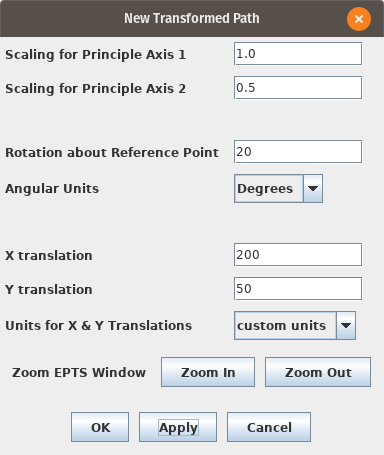 New Transformed Path
Scaling for Principle Axis 1 1.0
Scaling for Principle Axis 2 0.5
Rotation about Reference Point 20
Angular Units Degrees
X translation 200
Y translation 50
Units for X & Y Translations custom units
Zoom EPTS Window Zoom In Zoom Out
OK Apply Cancel